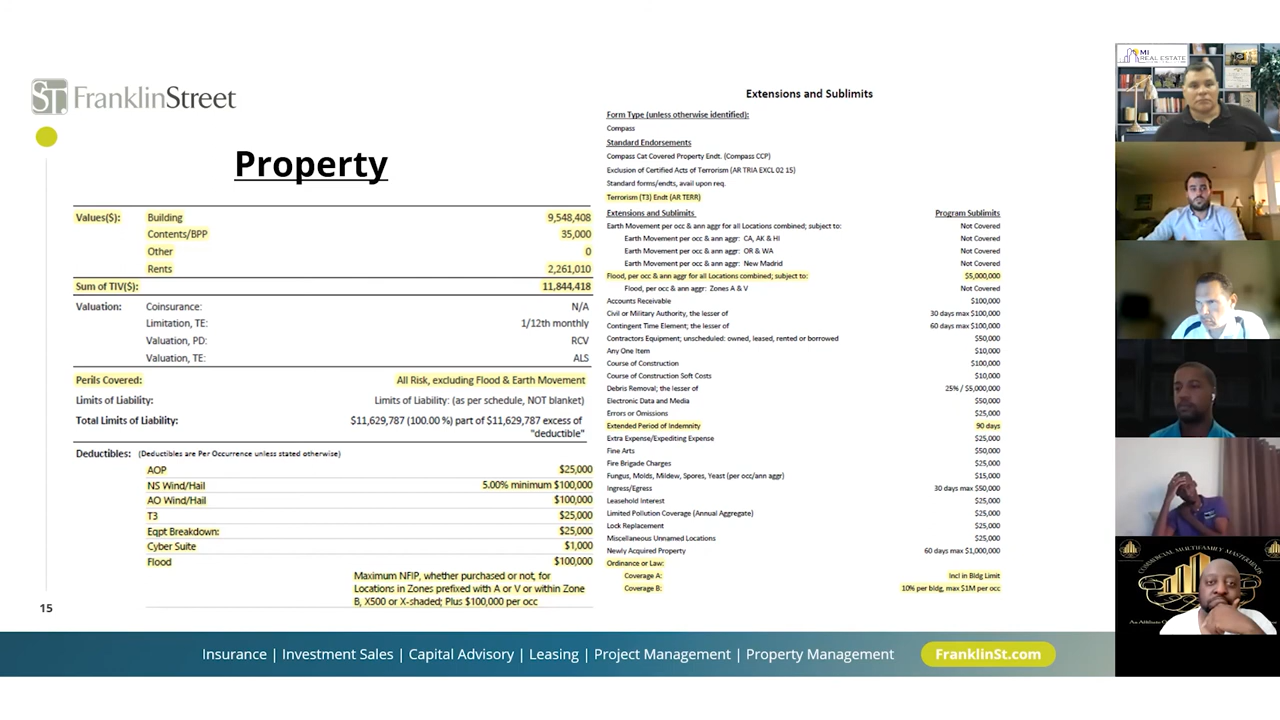 ST. FranklinStreet
Property
Values($): Building 9,548,408
Contents/BPP 35,000
Other 0
Rents 2,261,010
Sum of TIV($): 11,844,418
Valuation: Coinsurance: N/A
Limitation, TE: 1/12th monthly
Valuation, PD: RCV
Valuation, TE: ALS
Perils Covered: All Risk, excluding Flood & Earth Movement
Limits of Liability: Limits of Liability: (as per schedule, NOT blanket)
Total Limits of Liability: $11,629,787 (100.00 %) part of $11,629,787 excess of
"deductible"
Deductibles: (Deductibles are Per Occurrence unless stated otherwise)
AOP $25,000
NS Wind/Hail 5.00% minimum $100,000
AO Wind/Hail $100,000
T3 $25,000
Eqpt Breakdown: $25,000
Cyber Suite $1,000
Flood $100,000
Maximum NFIP, whether purchased or not, for
Locations in Zones prefixed with A or V or within Zone
B, X500 or X-shaded; Plus $100,000 per occ
15
Extensions and Sublimits
Form Type (unless otherwise identified):
Compass
Standard Endorsements
Compass Cat Covered Property Endt. (Compass CCP)
Exclusion of Certified Acts of Terrorism (AR TRIA EXCL 02 15)
Standard forms/endts, avail upon req.
Terrorism (T3) Endt (AR TERR)
Extensions and Sublimits Program Sublimits
Earth Movement per occ & ann aggr for all Locations combined; subject to: Not Covered
Earth Movement per occ & ann aggr: CA, AK & HI Not Covered
Earth Movement per occ & ann aggr: OR & WA Not Covered
Earth Movement per occ & ann aggr: New Madrid Not Covered
Flood, per occ & ann aggr for all Locations combined; subject to: $5,000,000
Flood, per occ & ann aggr: Zones A & V Not Covered
Accounts Receivable $100,000
Civil or Military Authority, the lesser of 30 days max $100,000
Contingent Time Element; the lesser of 60 days max $100,000
Contractors Equipment; unscheduled: owned, leased, rented or borrowed $50,000
Any One Item $10,000
Course of Construction $100,000
Course of Construction Soft Costs $10,000
Debris Removal; the lesser of 25% / $5,000,000
Electronic Data and Media $50,000
Errors or Omissions $25,000
Extended Period of Indemnity 90 days
Extra Expense/Expediting Expense $25,000
Fine Arts $50,000
Fire Brigade Charges $25,000
Fungus, Molds, Mildew, Spores, Yeast (per occ/ann aggr) $15,000
Ingress/Egress 30 days max $50,000
Leasehold Interest $25,000
Limited Pollution Coverage (Annual Aggregate) $25,000
Lock Replacement $25,000
Miscellaneous Unnamed Locations $25,000
Newly Acquired Property 60 days max $1,000,000
Ordinance or Law:
Coverage A: Incl in Bldg Limit
Coverage B: 10% per bldg, max $1M per occ
Insurance | Investment Sales | Capital Advisory | Leasing | Project Management | Property Management
FranklinSt.com
MI
REAL ESTATE
COMMERCIAL MULTIFAMILY MASTERMINDS
An Affiliate